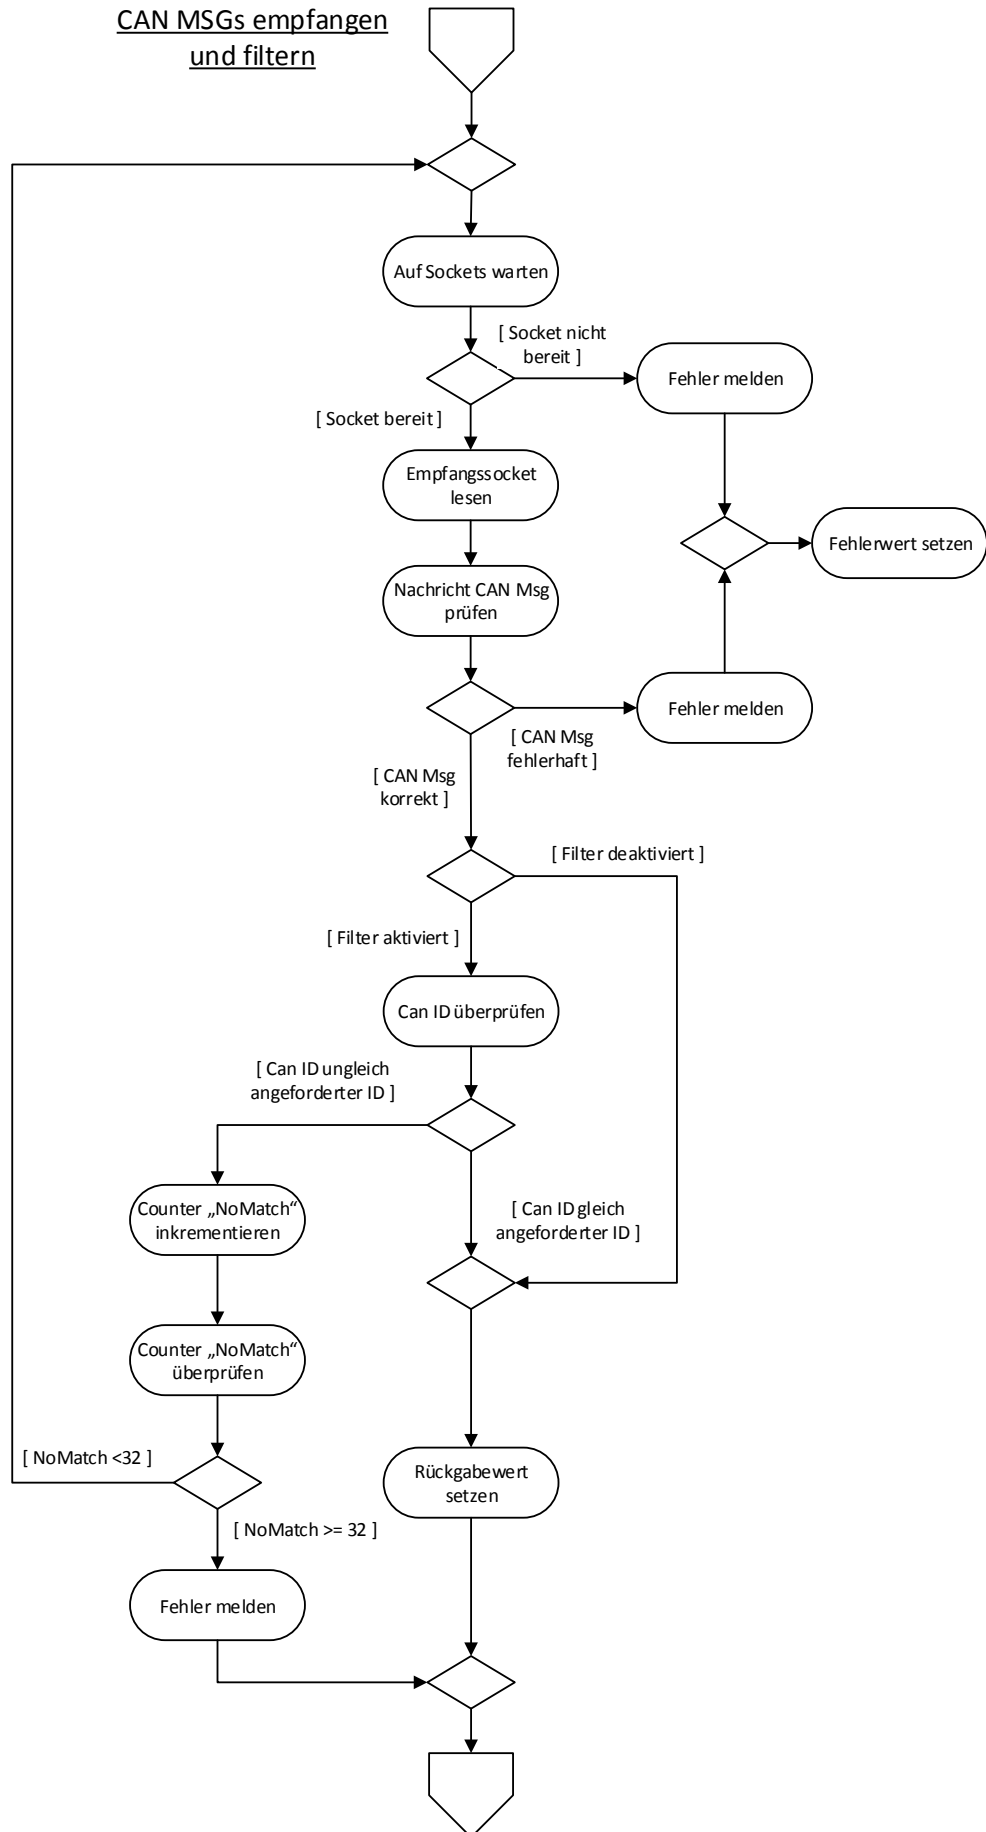 CAN MSGs empfangen
und filtern
Auf Sockets warten
[ Socket nicht
bereit ]
Fehler melden
[ Socket bereit ]
Empfangssocket
lesen
Fehlerwert setzen
Nachricht CAN Msg
prüfen
Fehler melden
[ CAN Msg
fehlerhaft ]
[ CAN Msg
korrekt ]
[ Filter deaktiviert ]
[ Filter aktiviert ]
Can ID überprüfen
[ Can ID ungleich
angeforderter ID ]
Counter „NoMatch“
inkrementieren
[ Can ID gleich
angeforderter ID ]
Counter „NoMatch“
überprüfen
[ NoMatch <32 ]
Rückgabewert
setzen
[ NoMatch >= 32 ]
Fehler melden